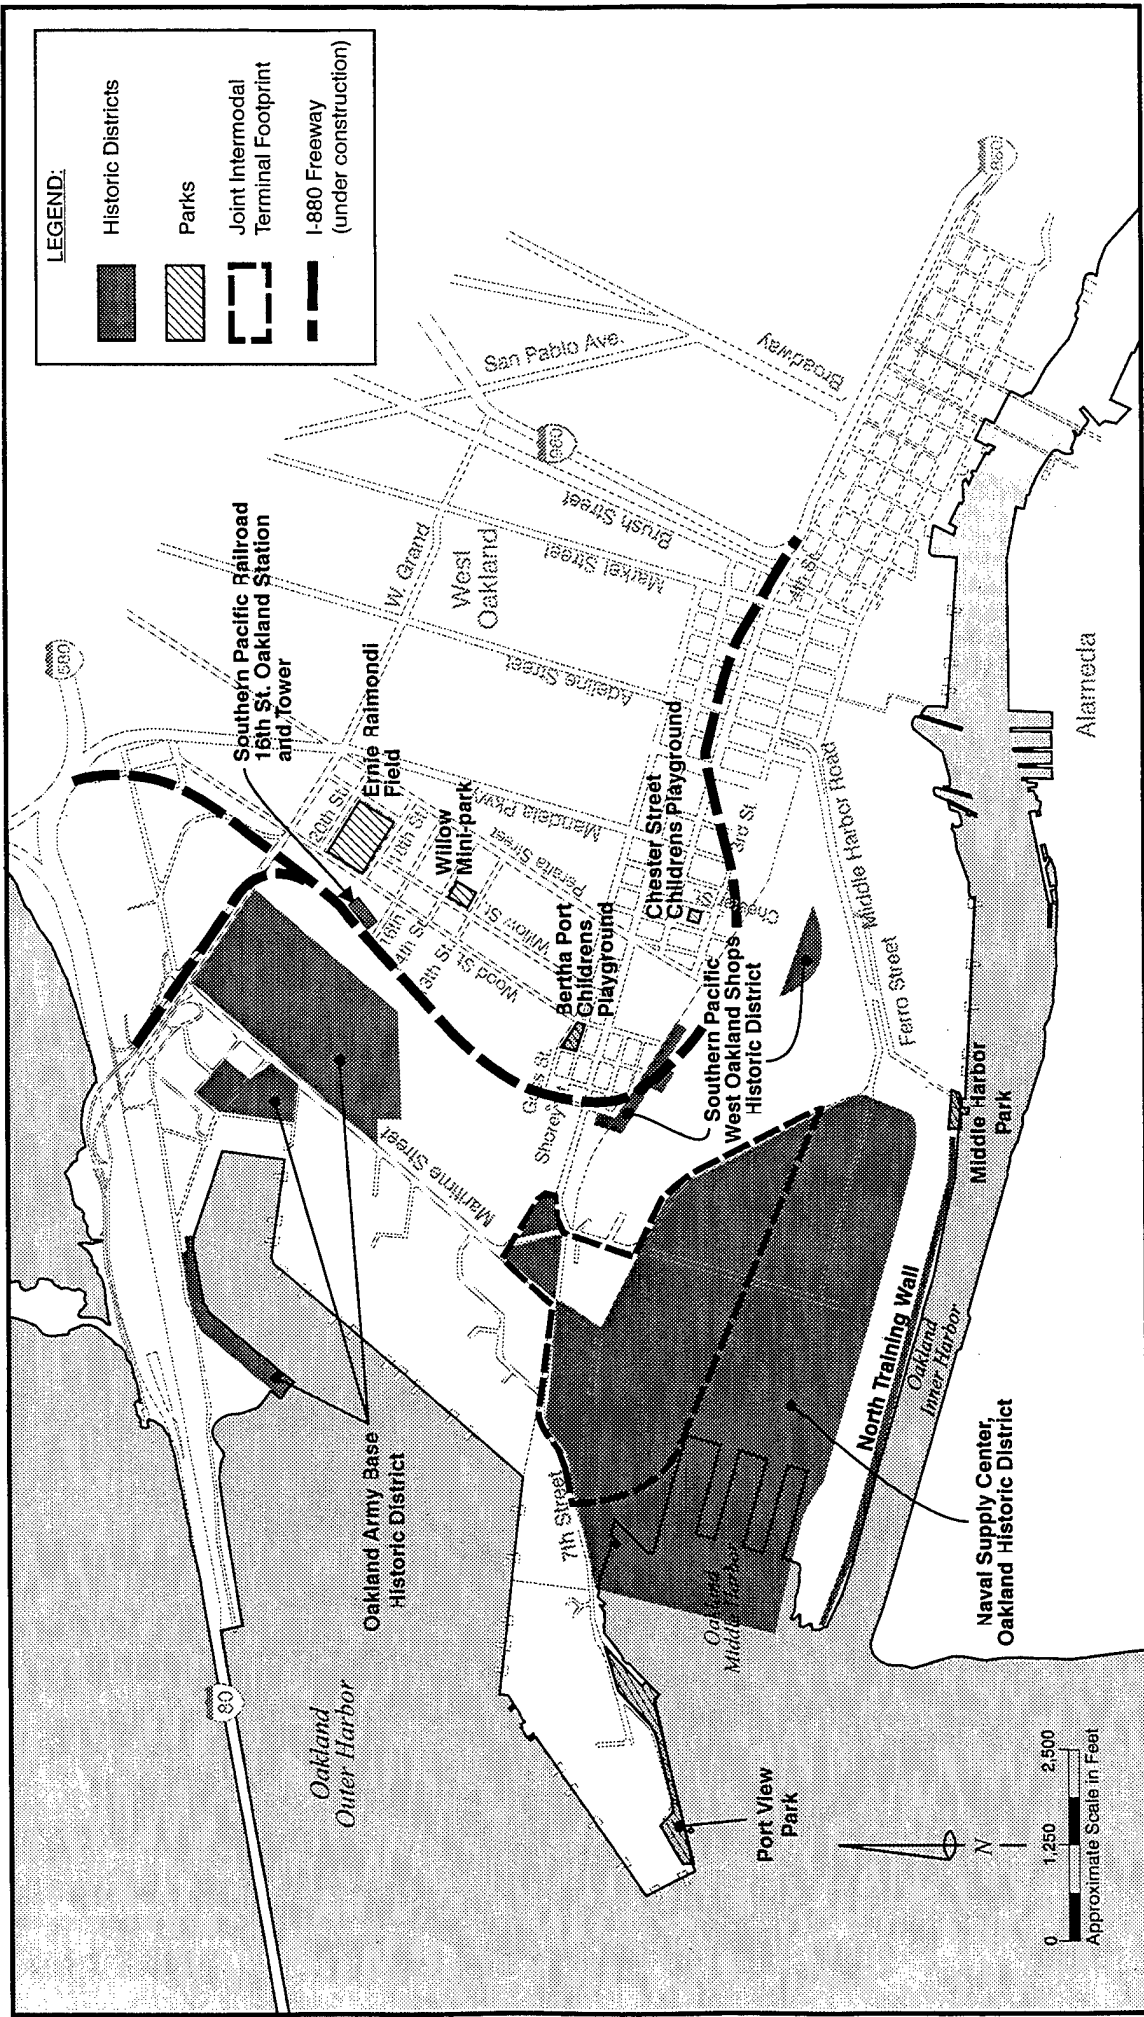 LEGEND:
Historic Districts
Parks
Joint Intermodal
Terminal Footprint
I-880 Freeway
(under construction)
580
880
980
80
San Pablo Ave.
Broadway
Brush Street
Market Street
Adeline Street
W. Grand
West
Oakland
Southern Pacific Railroad
16th St. Oakland Station
and Tower
Ernie Raimondi
Field
20th St.
18th St.
16th
14th St.
13th St.
Willow
Mini-park
Mandela Pkwy
Peralta Street
Willow St.
Wood St.
Bertha Port
Childrens
Playground
Chester Street
Childrens Playground
Chester St.
3rd St.
4th St.
Shorey
Southern Pacific
West Oakland Shops
Historic District
Middle Harbor Road
Ferro Street
Middle Harbor
Park
Maritime Street
Oakland Army Base
Historic District
7th Street
North Training Wall
Oakland
Inner Harbor
Naval Supply Center,
Oakland Historic District
Oakland
Middle Harbor
Oakland
Outer Harbor
Port View
Park
Alameda
N
0 1,250 2,500
Approximate Scale in Feet